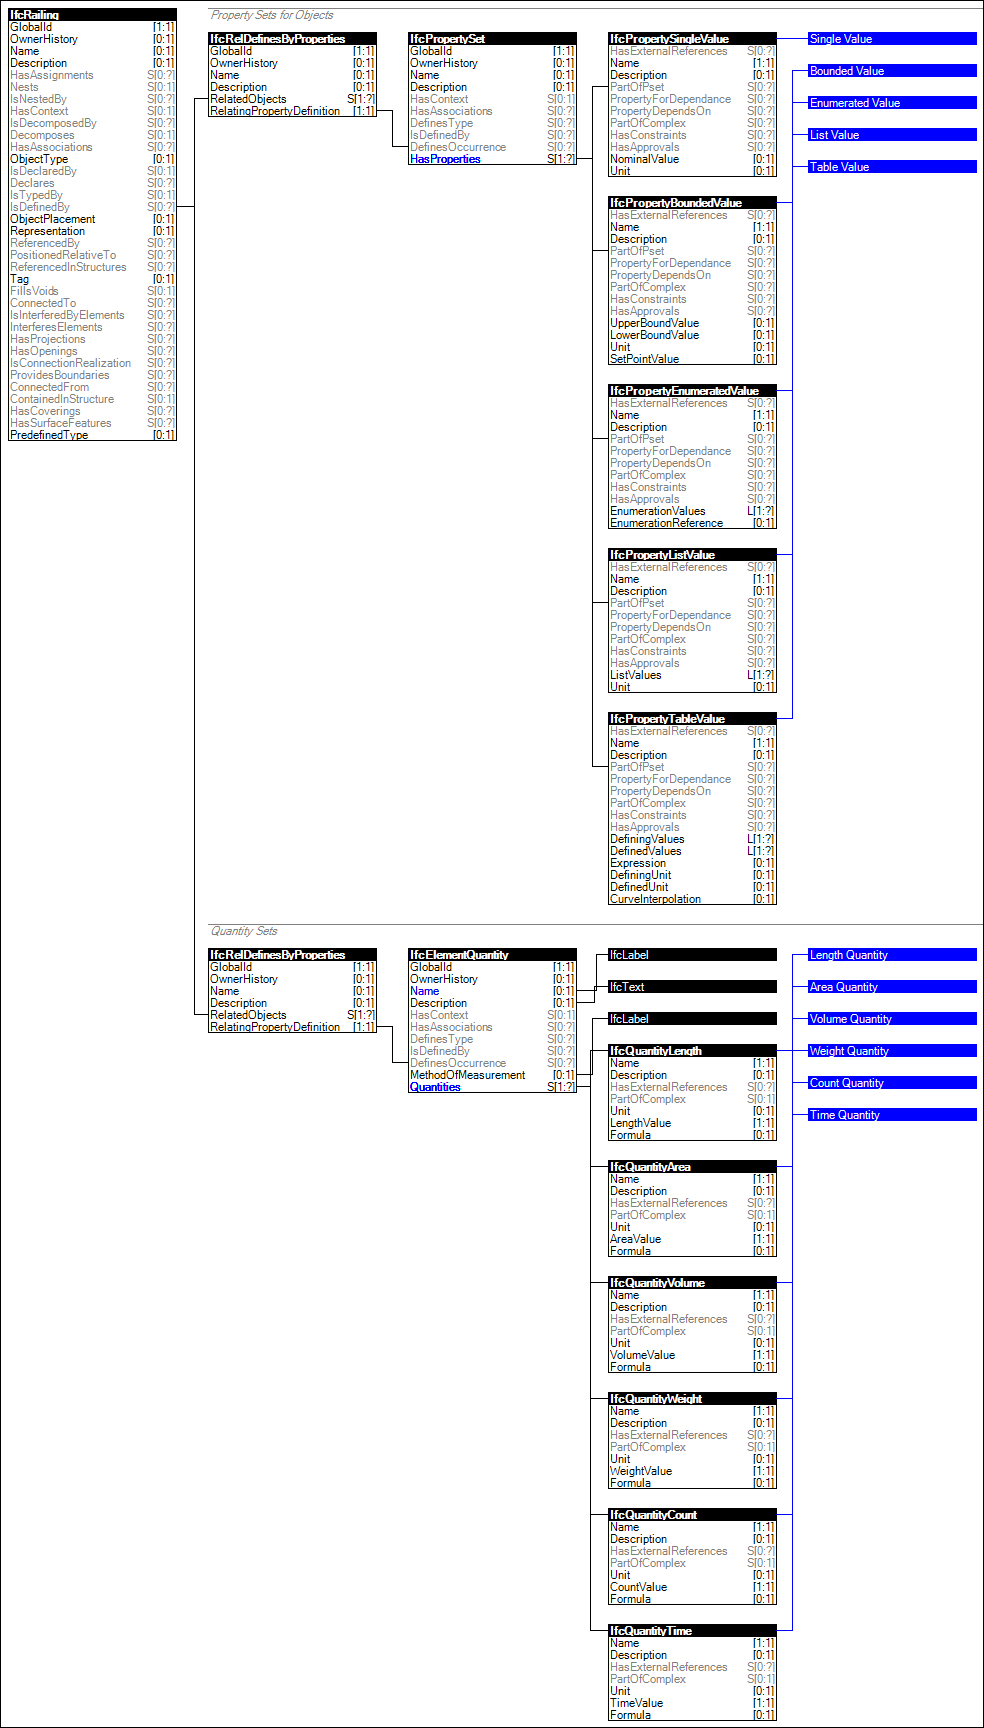 IfcRailing
GlobalId [1:1]
OwnerHistory [0:1]
Name [0:1]
Description [0:1]
HasAssignments S[0:?]
Nests S[0:1]
IsNestedBy S[0:?]
HasContext S[0:1]
IsDecomposedBy S[0:?]
Decomposes S[0:1]
HasAssociations S[0:?]
ObjectType [0:1]
IsDeclaredBy S[0:1]
Declares S[0:?]
IsTypedBy S[0:1]
IsDefinedBy S[0:?]
ObjectPlacement [0:1]
Representation [0:1]
ReferencedBy S[0:?]
PositionedRelativeTo S[0:?]
ReferencedInStructures S[0:?]
Tag [0:1]
FillsVoids S[0:1]
ConnectedTo S[0:?]
IsInterferedByElements S[0:?]
InterferesElements S[0:?]
HasProjections S[0:?]
HasOpenings S[0:?]
IsConnectionRealization S[0:?]
ProvidesBoundaries S[0:?]
ConnectedFrom S[0:?]
ContainedInStructure S[0:1]
HasCoverings S[0:?]
HasSurfaceFeatures S[0:?]
PredefinedType [0:1]
Property Sets for Objects
IfcRelDefinesByProperties
GlobalId [1:1]
OwnerHistory [0:1]
Name [0:1]
Description [0:1]
RelatedObjects S[1:?]
RelatingPropertyDefinition [1:1]
IfcPropertySet
GlobalId [1:1]
OwnerHistory [0:1]
Name [0:1]
Description [0:1]
HasContext S[0:1]
HasAssociations S[0:?]
DefinesType S[0:?]
IsDefinedBy S[0:?]
DefinesOccurrence S[0:?]
HasProperties S[1:?]
IfcPropertySingleValue
HasExternalReferences S[0:?]
Name [1:1]
Description [0:1]
PartOfPset S[0:?]
PropertyForDependance S[0:?]
PropertyDependsOn S[0:?]
PartOfComplex S[0:?]
HasConstraints S[0:?]
HasApprovals S[0:?]
NominalValue [0:1]
Unit [0:1]
IfcPropertyBoundedValue
HasExternalReferences S[0:?]
Name [1:1]
Description [0:1]
PartOfPset S[0:?]
PropertyForDependance S[0:?]
PropertyDependsOn S[0:?]
PartOfComplex S[0:?]
HasConstraints S[0:?]
HasApprovals S[0:?]
UpperBoundValue [0:1]
LowerBoundValue [0:1]
Unit [0:1]
SetPointValue [0:1]
IfcPropertyEnumeratedValue
HasExternalReferences S[0:?]
Name [1:1]
Description [0:1]
PartOfPset S[0:?]
PropertyForDependance S[0:?]
PropertyDependsOn S[0:?]
PartOfComplex S[0:?]
HasConstraints S[0:?]
HasApprovals S[0:?]
EnumerationValues L[1:?]
EnumerationReference [0:1]
IfcPropertyListValue
HasExternalReferences S[0:?]
Name [1:1]
Description [0:1]
PartOfPset S[0:?]
PropertyForDependance S[0:?]
PropertyDependsOn S[0:?]
PartOfComplex S[0:?]
HasConstraints S[0:?]
HasApprovals S[0:?]
ListValues L[1:?]
Unit [0:1]
IfcPropertyTableValue
HasExternalReferences S[0:?]
Name [1:1]
Description [0:1]
PartOfPset S[0:?]
PropertyForDependance S[0:?]
PropertyDependsOn S[0:?]
PartOfComplex S[0:?]
HasConstraints S[0:?]
HasApprovals S[0:?]
DefiningValues L[1:?]
DefinedValues L[1:?]
Expression [0:1]
DefiningUnit [0:1]
DefinedUnit [0:1]
CurveInterpolation [0:1]
Single Value
Bounded Value
Enumerated Value
List Value
Table Value
Quantity Sets
IfcRelDefinesByProperties
GlobalId [1:1]
OwnerHistory [0:1]
Name [0:1]
Description [0:1]
RelatedObjects S[1:?]
RelatingPropertyDefinition [1:1]
IfcElementQuantity
GlobalId [1:1]
OwnerHistory [0:1]
Name [0:1]
Description [0:1]
HasContext S[0:1]
HasAssociations S[0:?]
DefinesType S[0:?]
IsDefinedBy S[0:?]
DefinesOccurrence S[0:?]
MethodOfMeasurement [0:1]
Quantities S[1:?]
IfcLabel
IfcText
IfcLabel
IfcQuantityLength
Name [1:1]
Description [0:1]
HasExternalReferences S[0:?]
PartOfComplex S[0:1]
Unit [0:1]
LengthValue [1:1]
Formula [0:1]
IfcQuantityArea
Name [1:1]
Description [0:1]
HasExternalReferences S[0:?]
PartOfComplex S[0:1]
Unit [0:1]
AreaValue [1:1]
Formula [0:1]
IfcQuantityVolume
Name [1:1]
Description [0:1]
HasExternalReferences S[0:?]
PartOfComplex S[0:1]
Unit [0:1]
VolumeValue [1:1]
Formula [0:1]
IfcQuantityWeight
Name [1:1]
Description [0:1]
HasExternalReferences S[0:?]
PartOfComplex S[0:1]
Unit [0:1]
WeightValue [1:1]
Formula [0:1]
IfcQuantityCount
Name [1:1]
Description [0:1]
HasExternalReferences S[0:?]
PartOfComplex S[0:1]
Unit [0:1]
CountValue [1:1]
Formula [0:1]
IfcQuantityTime
Name [1:1]
Description [0:1]
HasExternalReferences S[0:?]
PartOfComplex S[0:1]
Unit [0:1]
TimeValue [1:1]
Formula [0:1]
Length Quantity
Area Quantity
Volume Quantity
Weight Quantity
Count Quantity
Time Quantity